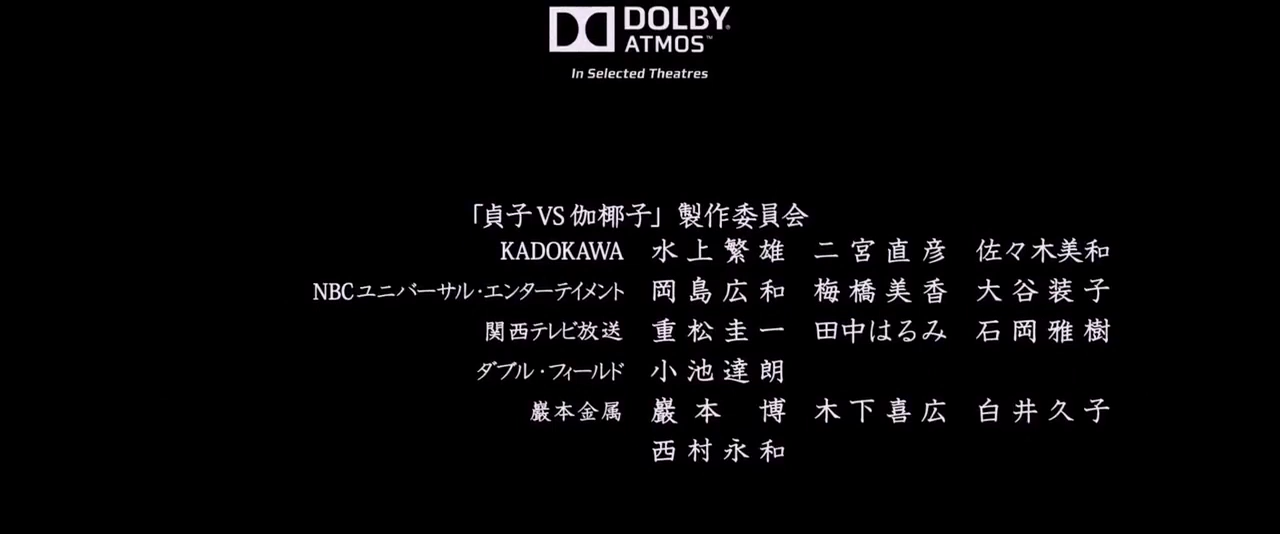 DOLBY®
ATMOS™
In Selected Theatres
「貞子 VS 伽椰子」製作委員会
KADOKAWA 水上繁雄 二宮直彦 佐々木美和
NBCユニバーサル・エンターテイメント 岡島広和 梅橋美香 大谷装子
関西テレビ放送 重松圭一 田中はるみ 石岡雅樹
ダブル・フィールド 小池達朗
巖本金属 巖本 博 木下喜広 白井久子
西村永和